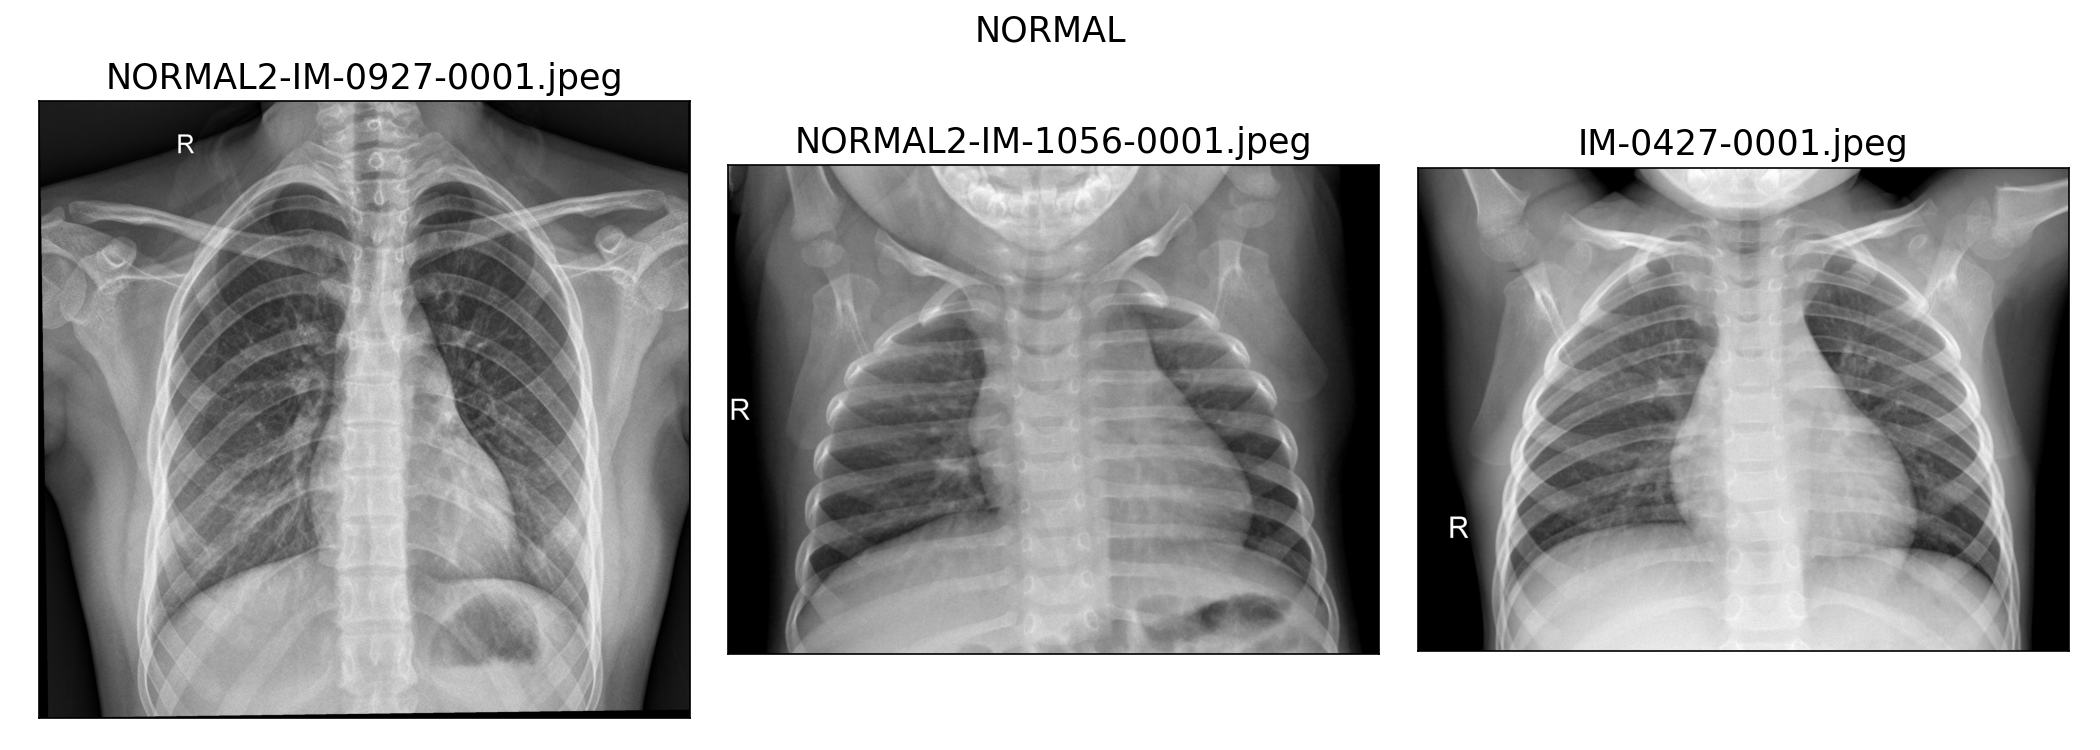 NORMAL
NORMAL2-IM-0927-0001.jpeg
NORMAL2-IM-1056-0001.jpeg
IM-0427-0001.jpeg
R
R
R